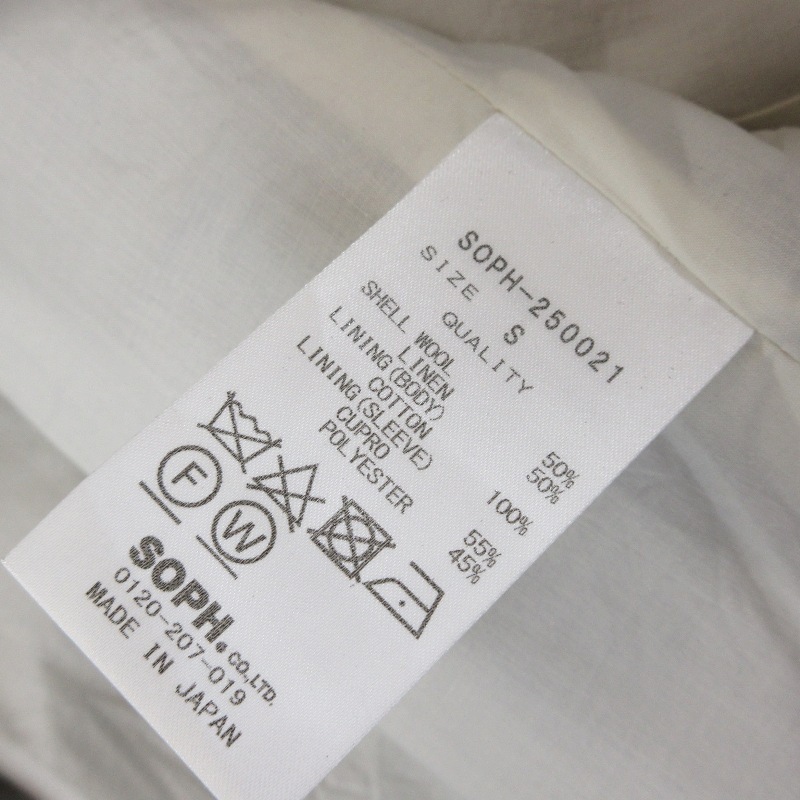 SOPH-250021
SIZE S
QUALITY
SHELL WOOL 50%
LINEN 50%
LINING(BODY)
COTTON 100%
LINING(SLEEVE)
CUPRO 55%
POLYESTER 45%
F W
SOPH. CO.,LTD.
0120-207-019
MADE IN JAPAN